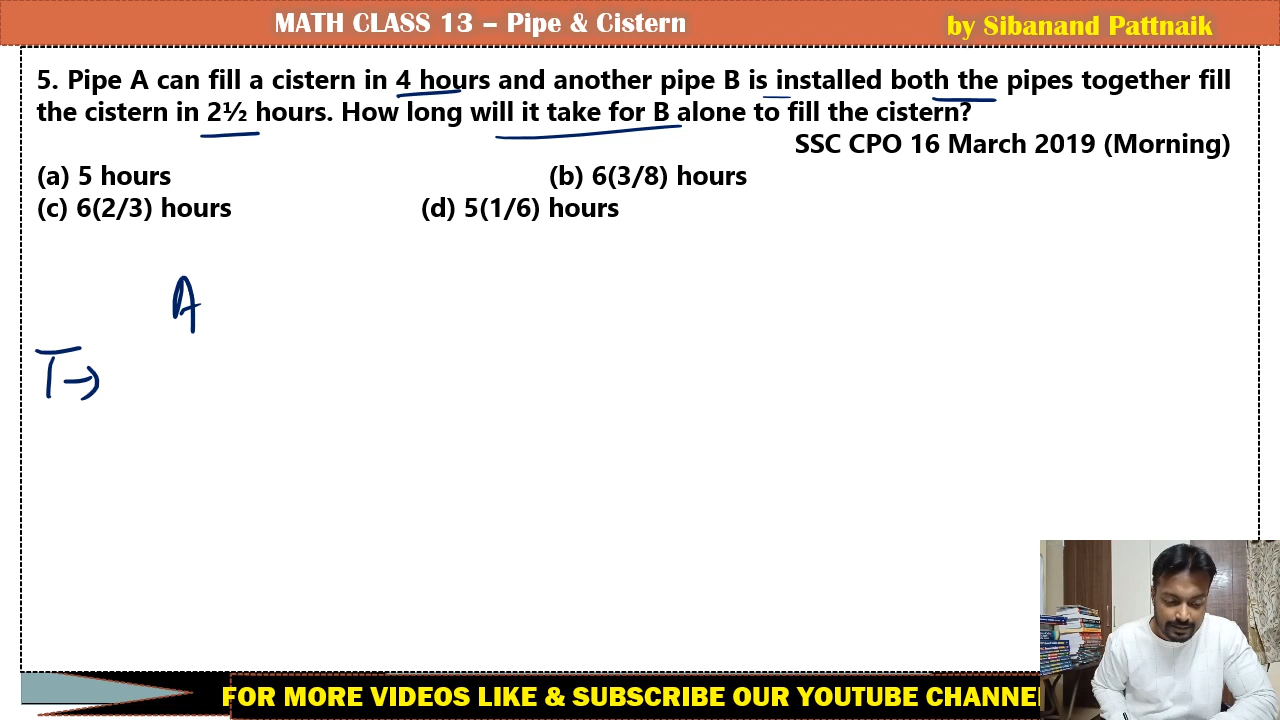 MATH CLASS 13 – Pipe & Cistern
by Sibanand Pattnaik
5. Pipe A can fill a cistern in 4 hours and another pipe B is installed both the pipes together fill
the cistern in 2½ hours. How long will it take for B alone to fill the cistern?
SSC CPO 16 March 2019 (Morning)
(a) 5 hours (b) 6(3/8) hours
(c) 6(2/3) hours (d) 5(1/6) hours
A
T→
FOR MORE VIDEOS LIKE & SUBSCRIBE OUR YOUTUBE CHANNE